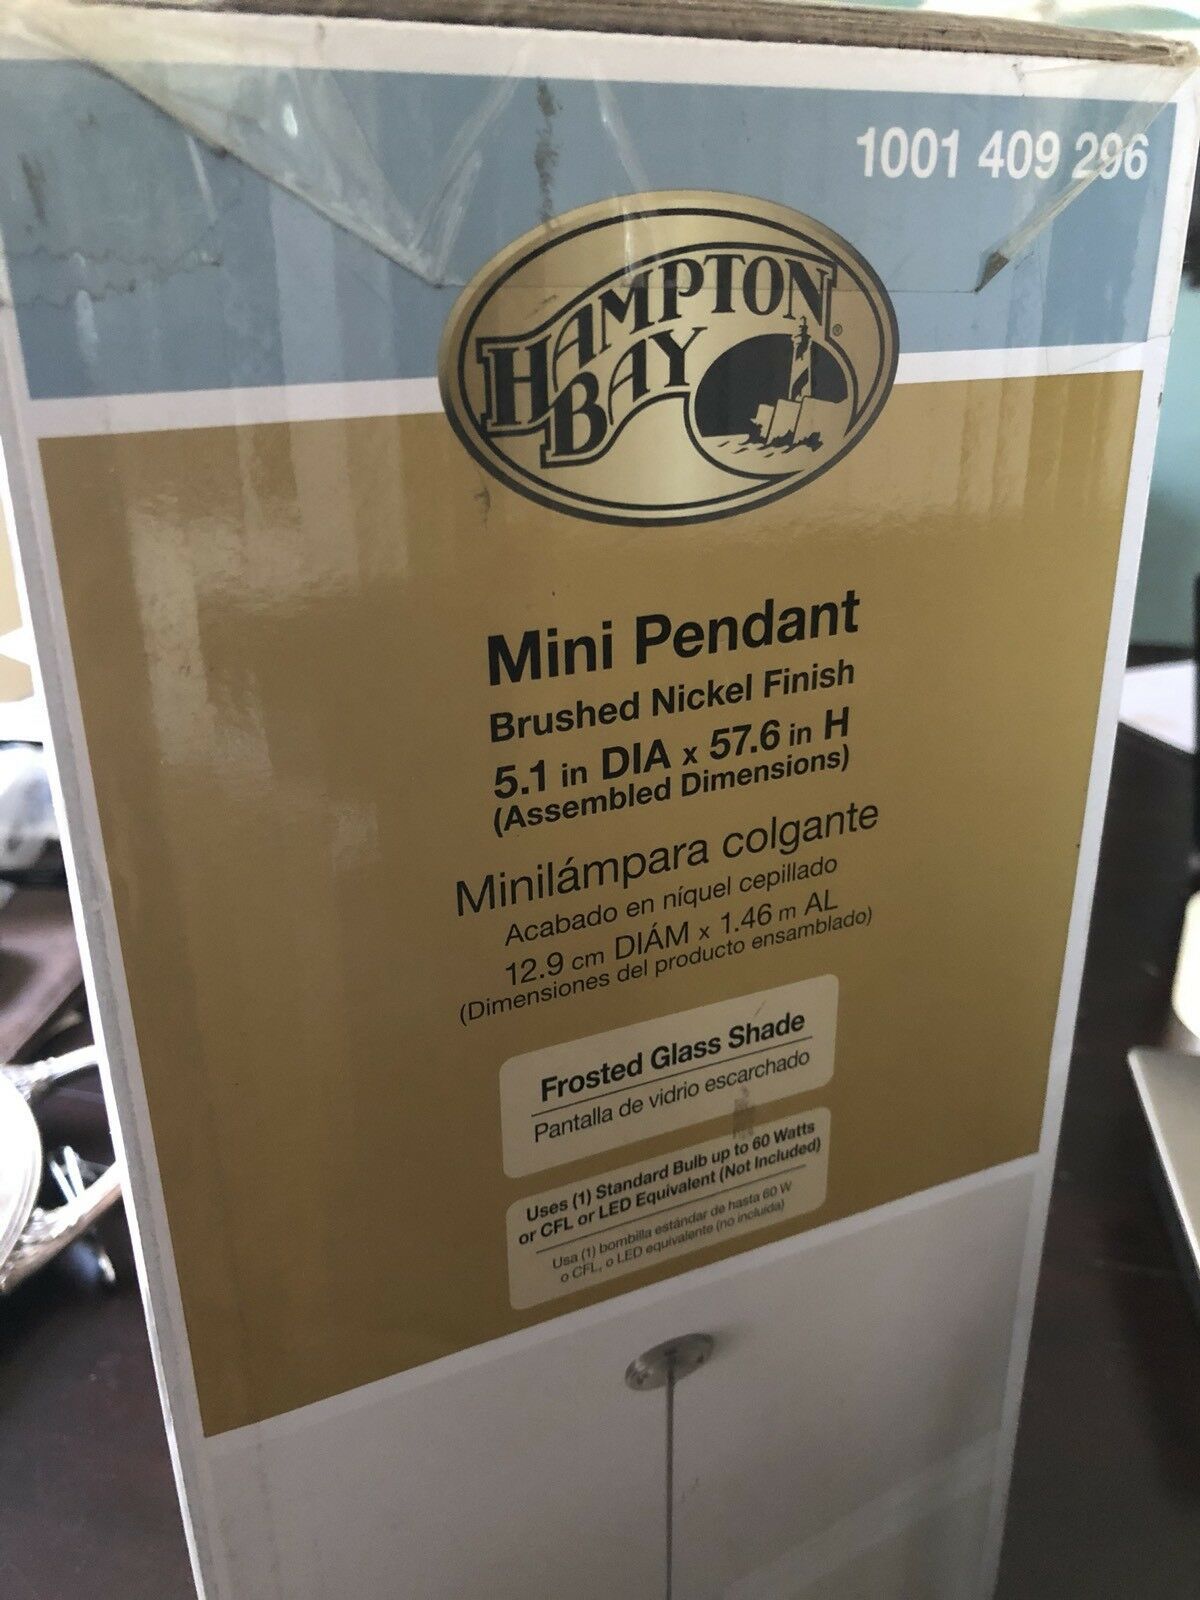 1001 409 296
HAMPTON
BAY
®
Mini Pendant
Brushed Nickel Finish
5.1 in DIA x 57.6 in H
(Assembled Dimensions)
Minilámpara colgante
Acabado en níquel cepillado
12.9 cm DIÁM x 1.46 m AL
(Dimensiones del producto ensamblado)
Frosted Glass Shade
Pantalla de vidrio escarchado
Uses (1) Standard Bulb up to 60 Watts
or CFL or LED Equivalent (Not Included)
Usa (1) bombilla estándar de hasta 60 W
o CFL, o LED equivalente (no incluida)